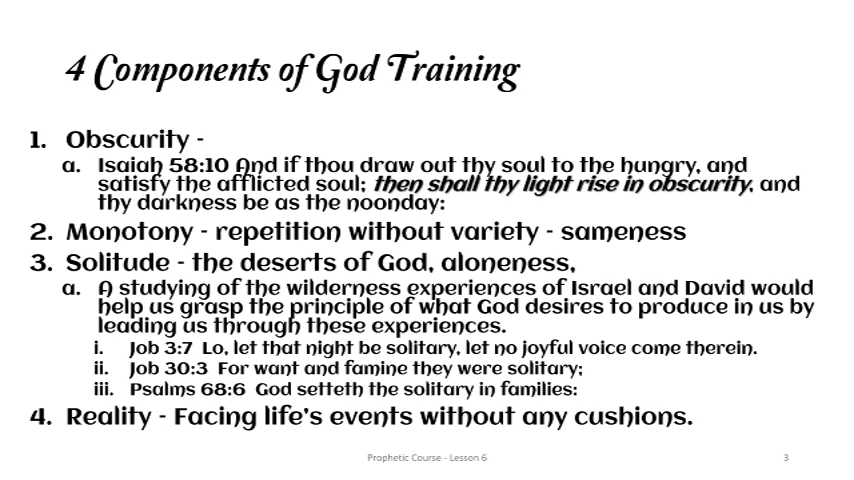 4 Components of God Training
1. Obscurity -
a. Isaiah 58:10 And if thou draw out thy soul to the hungry, and
satisfy the afflicted soul; then shall thy light rise in obscurity, and
thy darkness be as the noonday:
2. Monotony - repetition without variety - sameness
3. Solitude - the deserts of God, aloneness,
a. A studying of the wilderness experiences of Israel and David would
help us grasp the principle of what God desires to produce in us by
leading us through these experiences.
i. Job 3:7 Lo, let that night be solitary, let no joyful voice come therein.
ii. Job 30:3 For want and famine they were solitary;
iii. Psalms 68:6 God setteth the solitary in families:
4. Reality - Facing life's events without any cushions.
Prophetic Course - Lesson 6
3